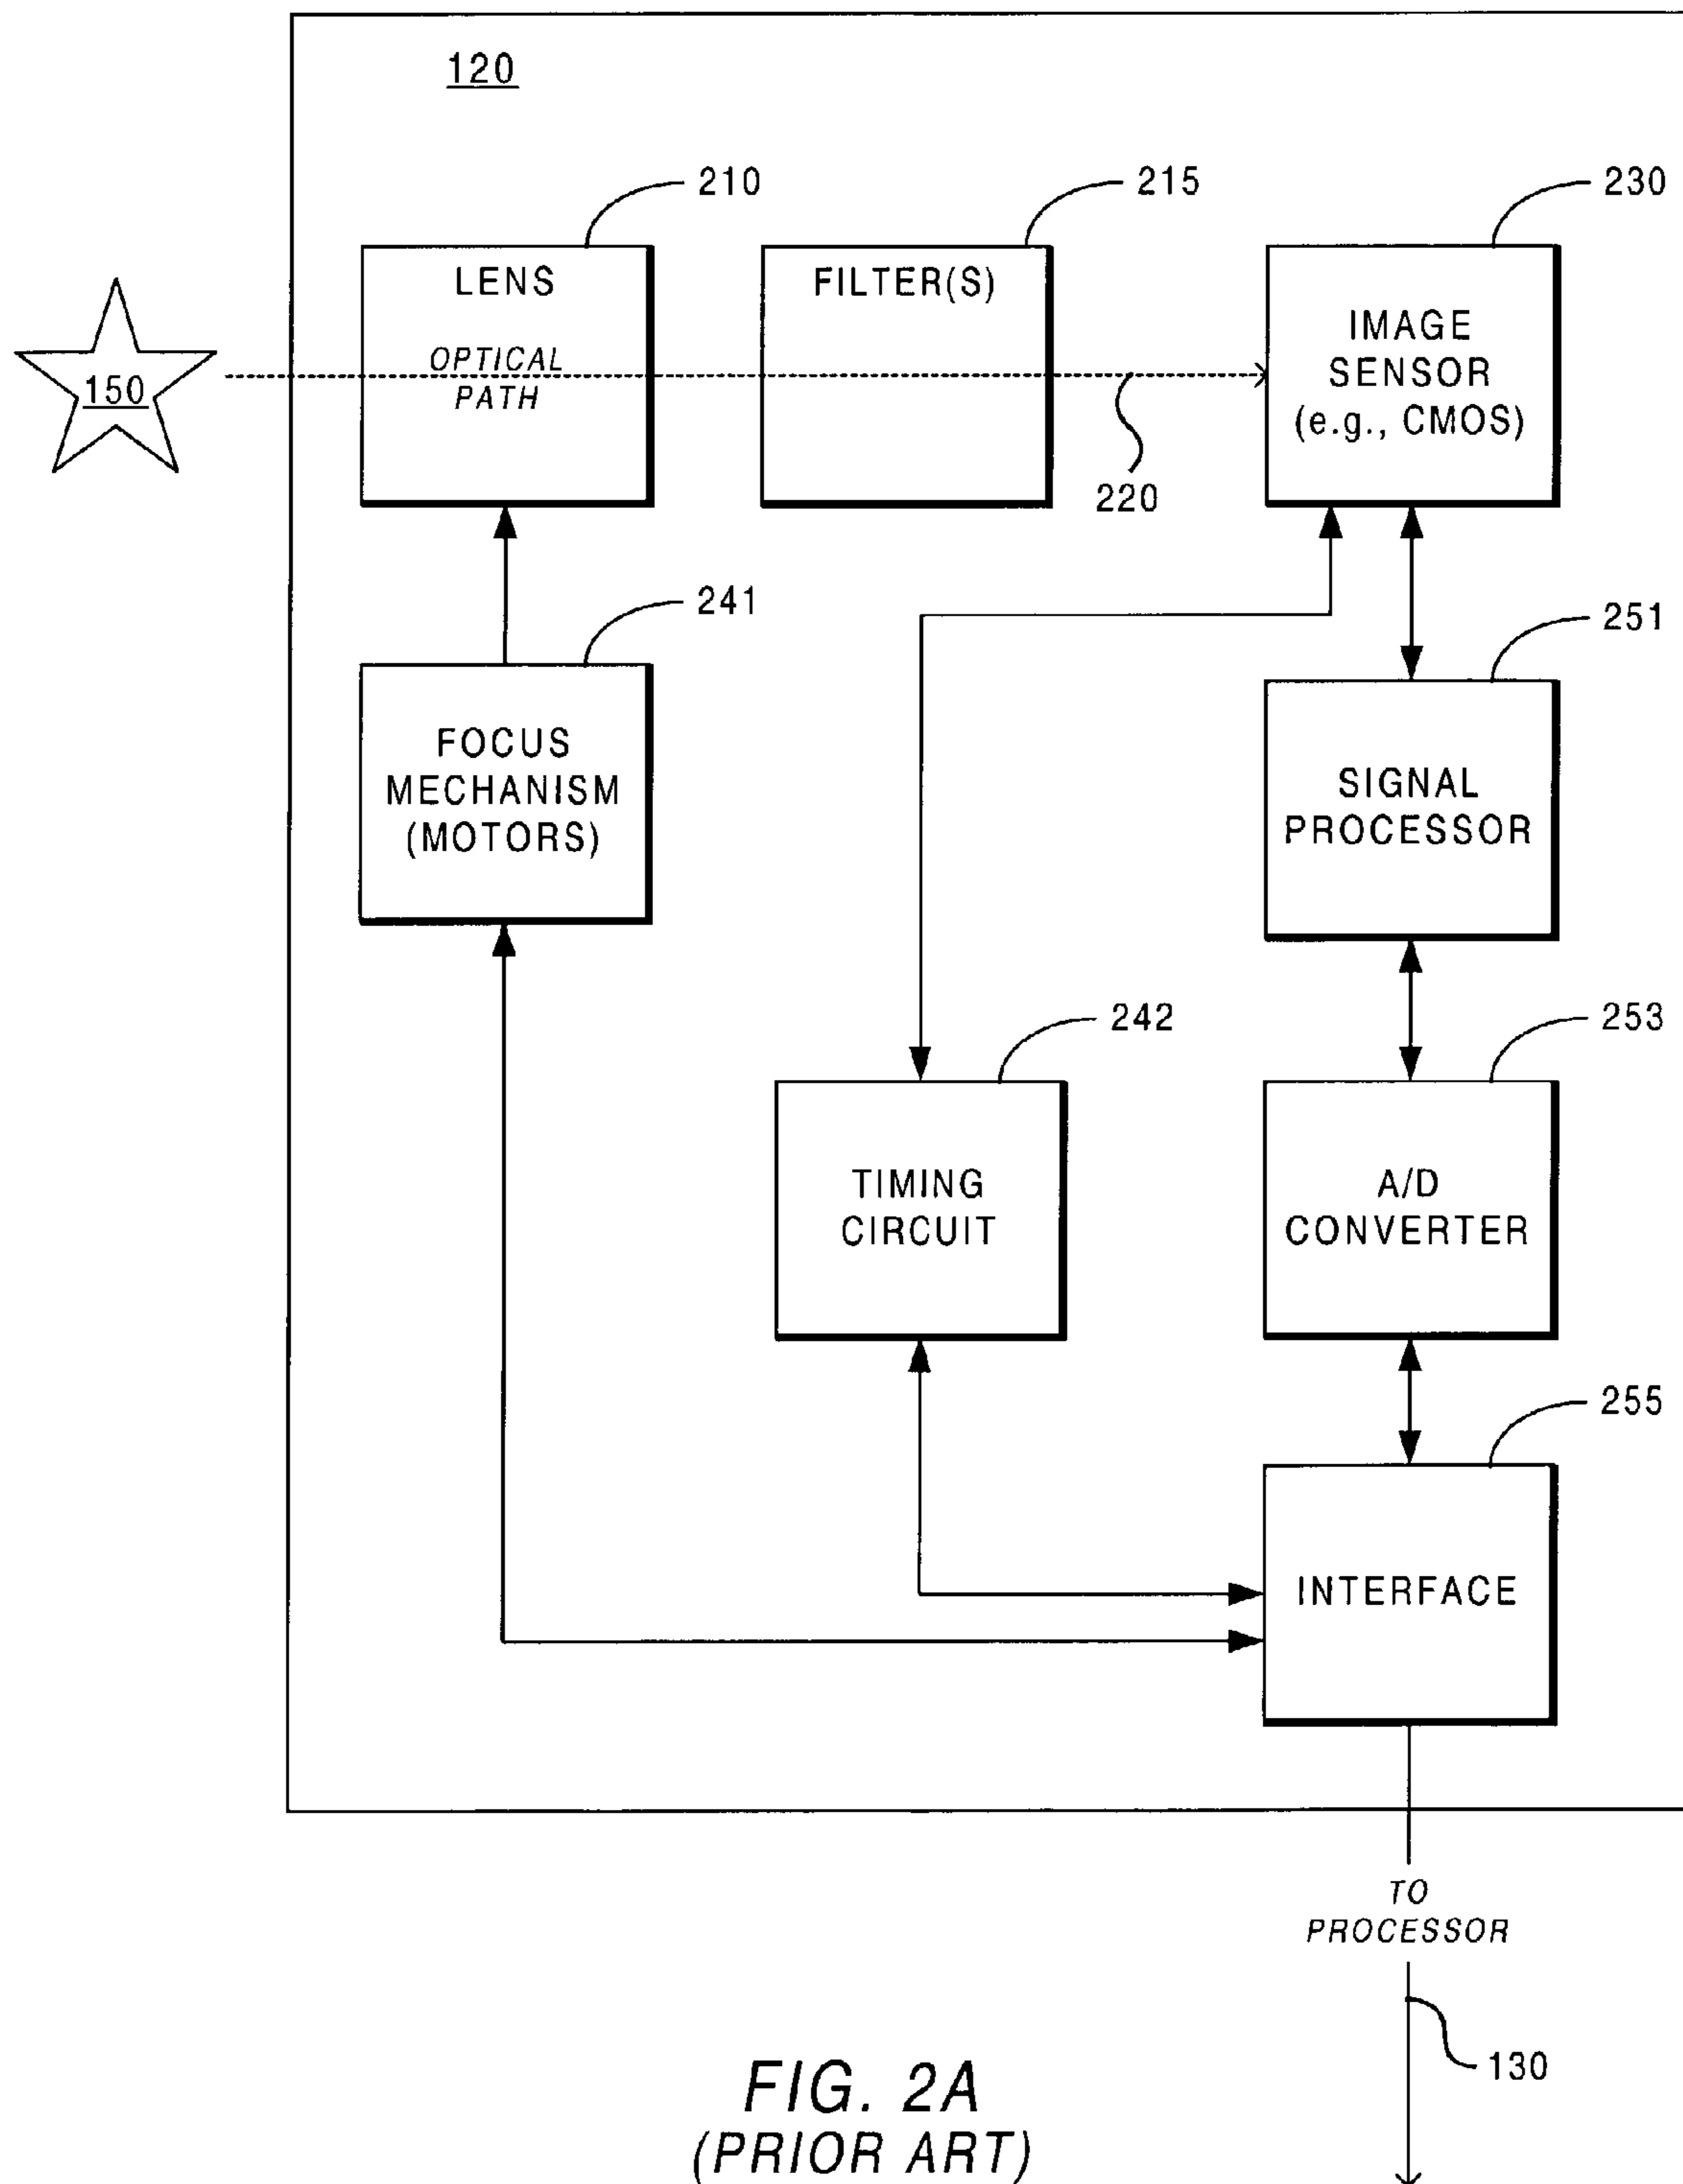 120
210
215
230
LENS
FILTER(S)
OPTICAL
PATH
IMAGE
SENSOR
(e.g., CMOS)
150
220
241
251
FOCUS
MECHANISM
(MOTORS)
SIGNAL
PROCESSOR
242
253
TIMING
CIRCUIT
A/D
CONVERTER
255
INTERFACE
TO
PROCESSOR
130
FIG. 2A
(PRIOR ART)